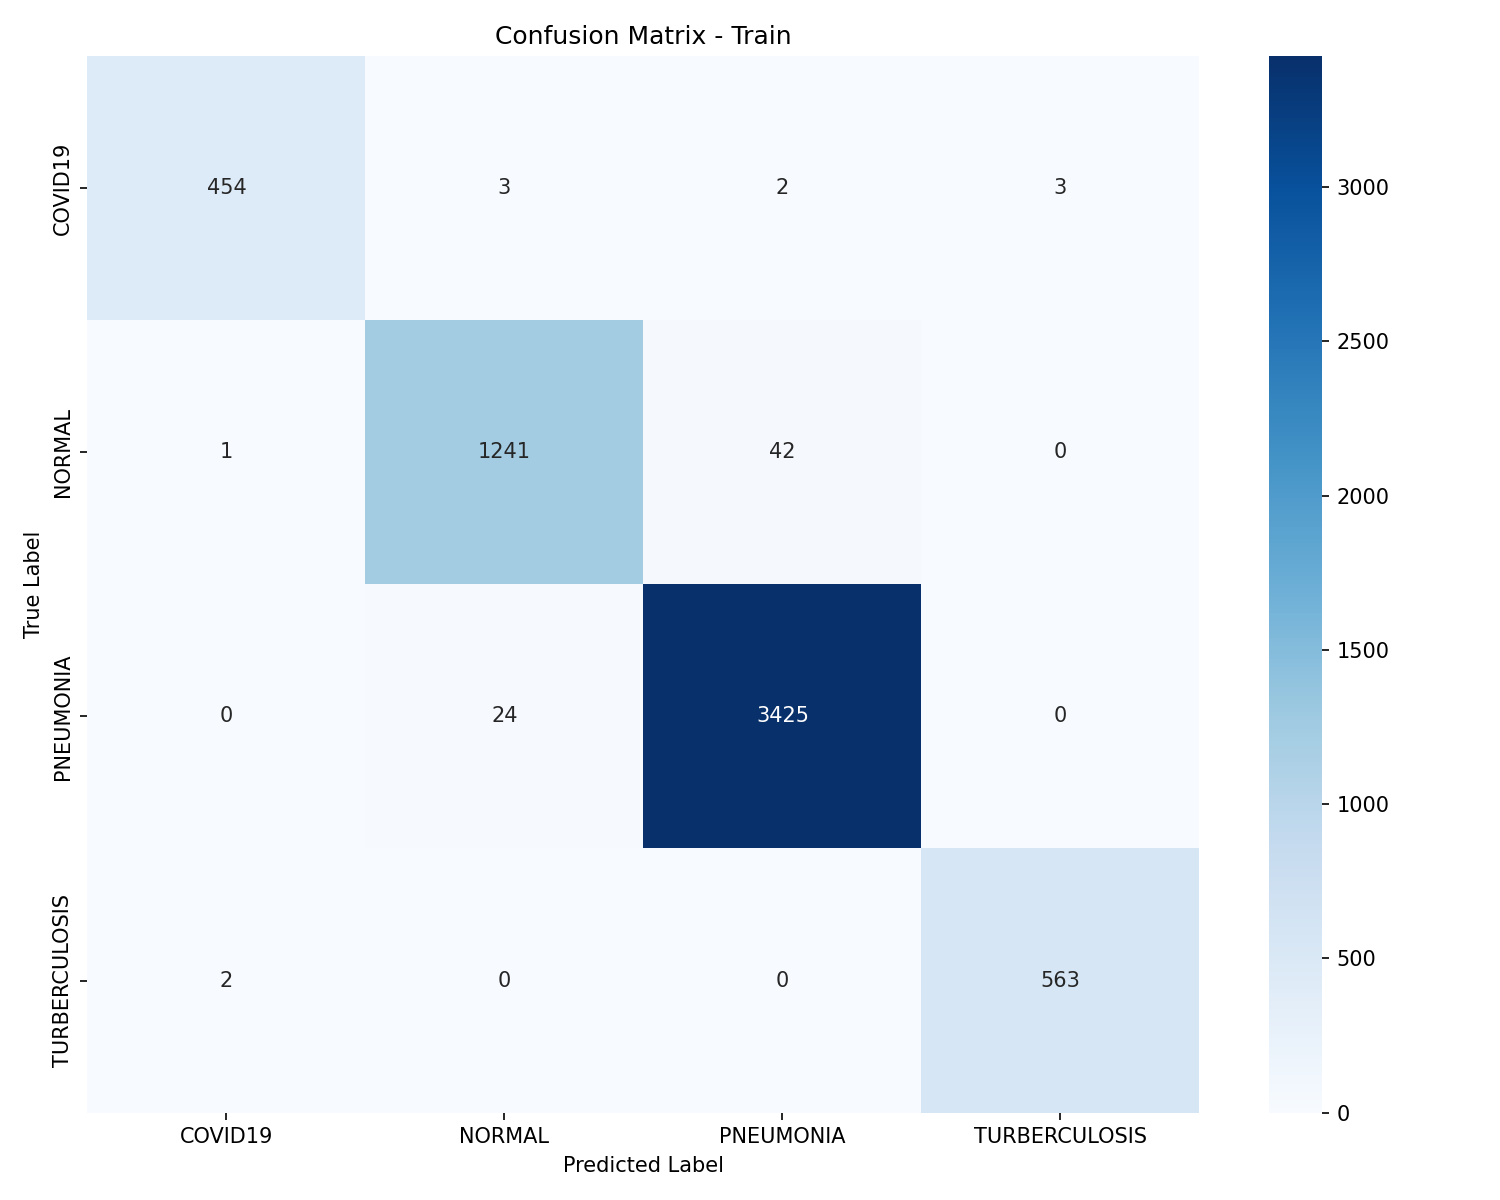 Confusion Matrix - Train
COVID19
454 3 2 3
NORMAL
1 1241 42 0
PNEUMONIA
0 24 3425 0
TURBERCULOSIS
2 0 0 563
True Label
COVID19 NORMAL PNEUMONIA TURBERCULOSIS
Predicted Label
3000
2500
2000
1500
1000
500
0